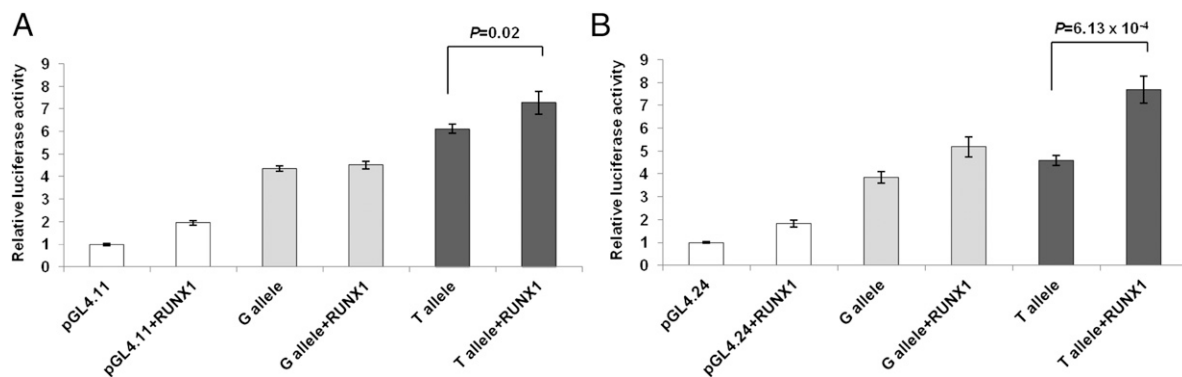 A
P=0.02
Relative luciferase activity
9
8
7
6
5
4
3
2
1
0
pGL4.11
pGL4.11+RUNX1
G allele
G allele+RUNX1
T allele
T allele+RUNX1
B
P=6.13 x 10⁻⁴
Relative luciferase activity
9
8
7
6
5
4
3
2
1
0
pGL4.24
pGL4.24+RUNX1
G allele
G allele+RUNX1
T allele
T allele+RUNX1